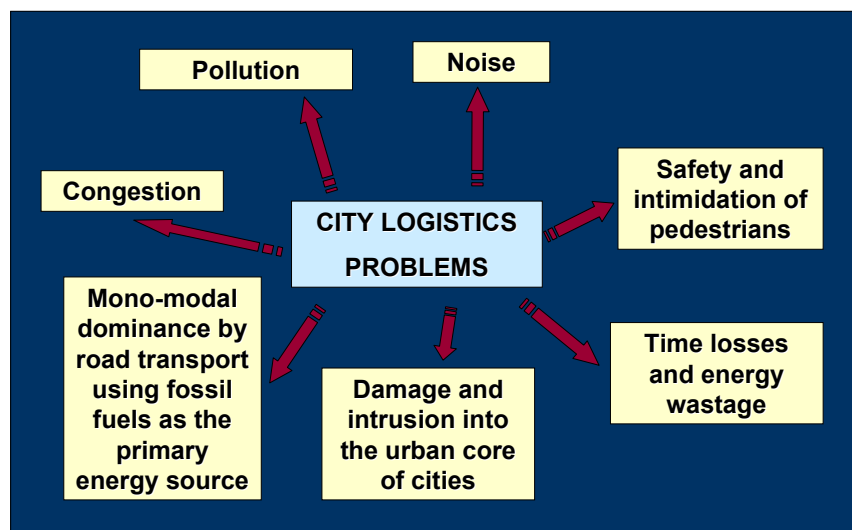 Pollution
Noise
Congestion
Safety and
intimidation of
pedestrians
CITY LOGISTICS
PROBLEMS
Mono-modal
dominance by
road transport
using fossil
fuels as the
primary
energy source
Damage and
intrusion into
the urban core
of cities
Time losses
and energy
wastage